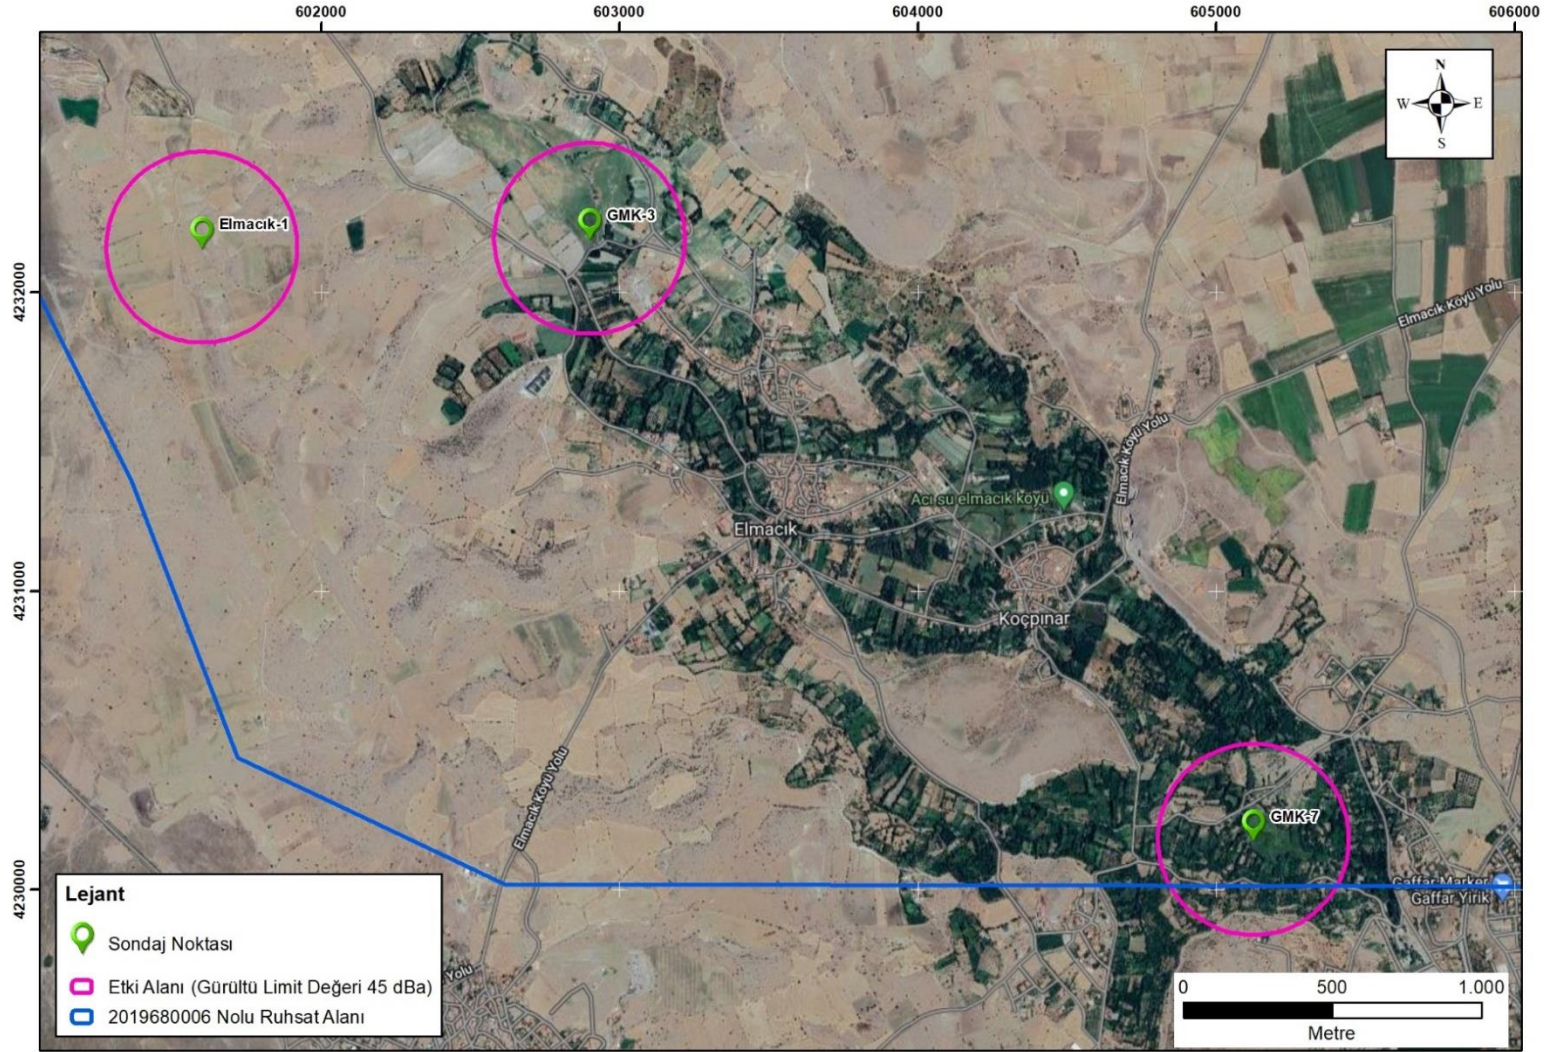 602000
603000
604000
605000
606000
N
W
E
S
Elmacık-1
GMK-3
4232000
Elmacık Köyü Yolu
Elmacık Köyü Yolu
Acı su elmacık köyü
Elmacık
4231000
Koçpınar
Elmacık Köyü Yolu
GMK-7
4230000
Gaffar Market
Gaffar Yirik
Yolu
Lejant
Sondaj Noktası
Etki Alanı (Gürültü Limit Değeri 45 dBa)
2019680006 Nolu Ruhsat Alanı
0 500 1.000
Metre